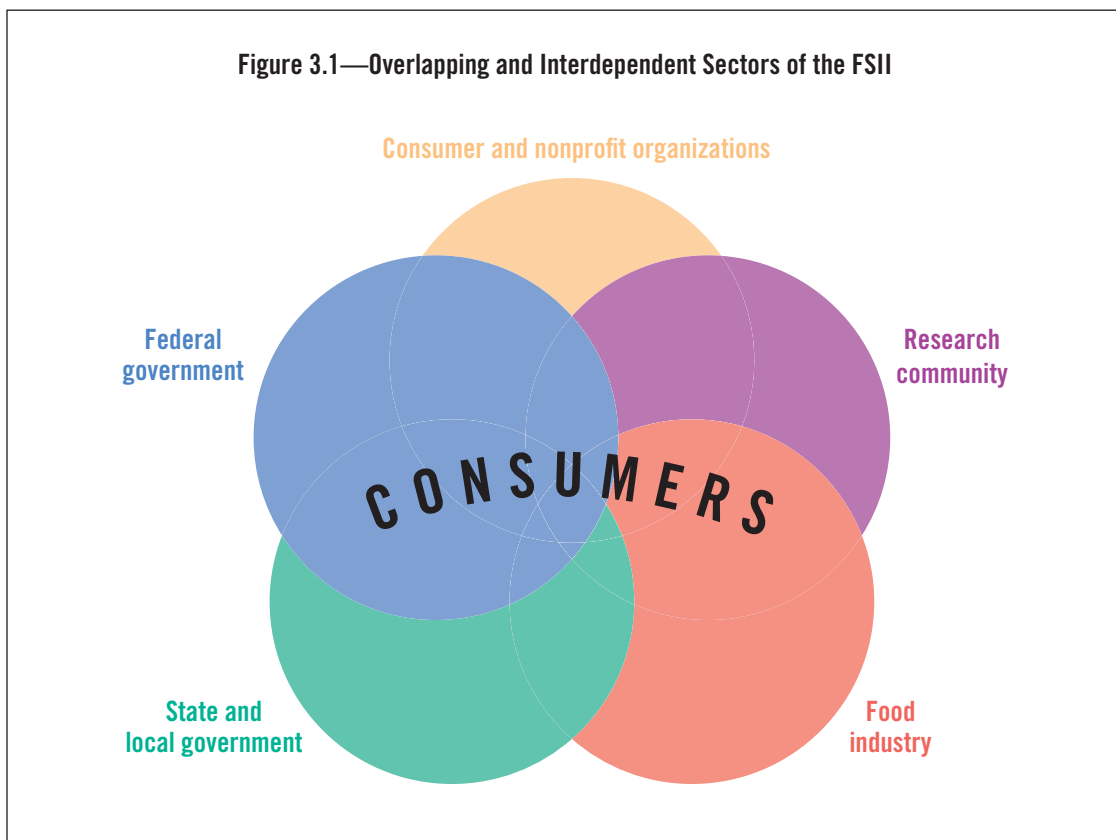 Figure 3.1—Overlapping and Interdependent Sectors of the FSII
Consumer and nonprofit organizations
Federal
government
Research
community
CONSUMERS
State and
local government
Food
industry